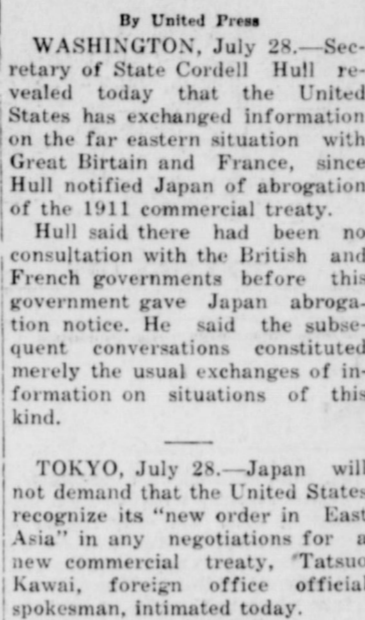 By United Press
WASHINGTON, July 28.—Sec-
retary of State Cordell Hull re-
vealed today that the United
States has exchanged information
on the far eastern situation with
Great Birtain and France, since
Hull notified Japan of abrogation
of the 1911 commercial treaty.
Hull said there had been no
consultation with the British and
French governments before this
government gave Japan abroga-
tion notice. He said the subse-
quent conversations constituted
merely the usual exchanges of in-
formation on situations of this
kind.
TOKYO, July 28.—Japan will
not demand that the United States
recognize its "new order in East
Asia" in any negotiations for a
new commercial treaty, 'Tatsuo
Kawai, foreign office official
spokesman, intimated today.